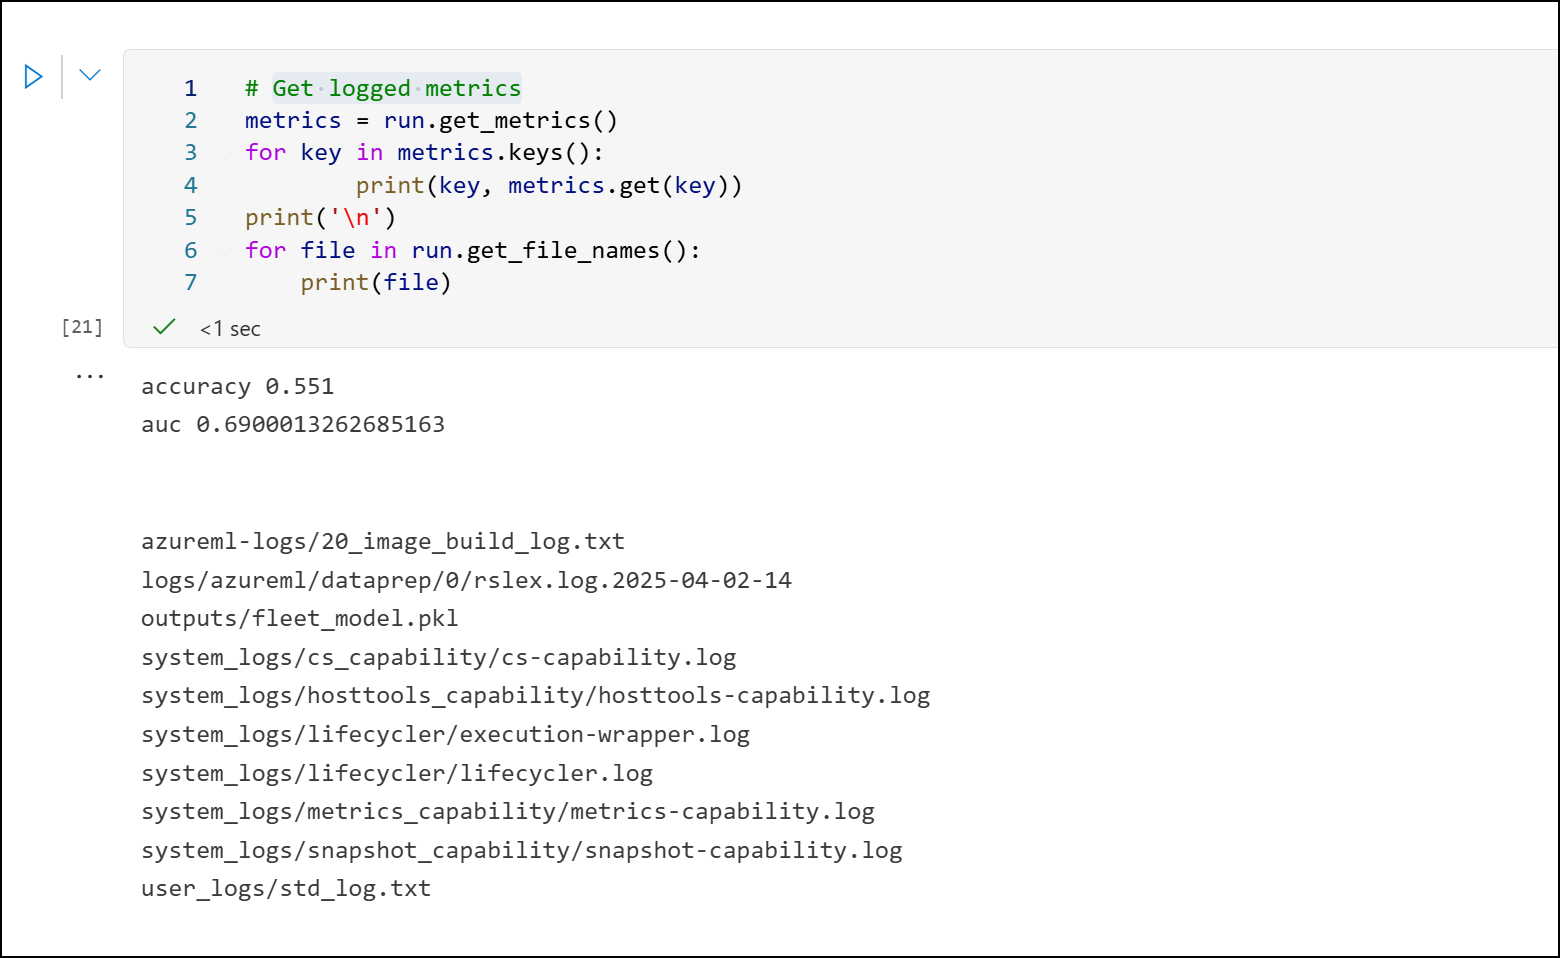 1 # Get logged metrics
2 metrics = run.get_metrics()
3 for key in metrics.keys():
4         print(key, metrics.get(key))
5 print('\n')
6 for file in run.get_file_names():
7     print(file)
[21] <1 sec
...
accuracy 0.551
auc 0.6900013262685163
azureml-logs/20_image_build_log.txt
logs/azureml/dataprep/0/rslex.log.2025-04-02-14
outputs/fleet_model.pkl
system_logs/cs_capability/cs-capability.log
system_logs/hosttools_capability/hosttools-capability.log
system_logs/lifecycler/execution-wrapper.log
system_logs/lifecycler/lifecycler.log
system_logs/metrics_capability/metrics-capability.log
system_logs/snapshot_capability/snapshot-capability.log
user_logs/std_log.txt